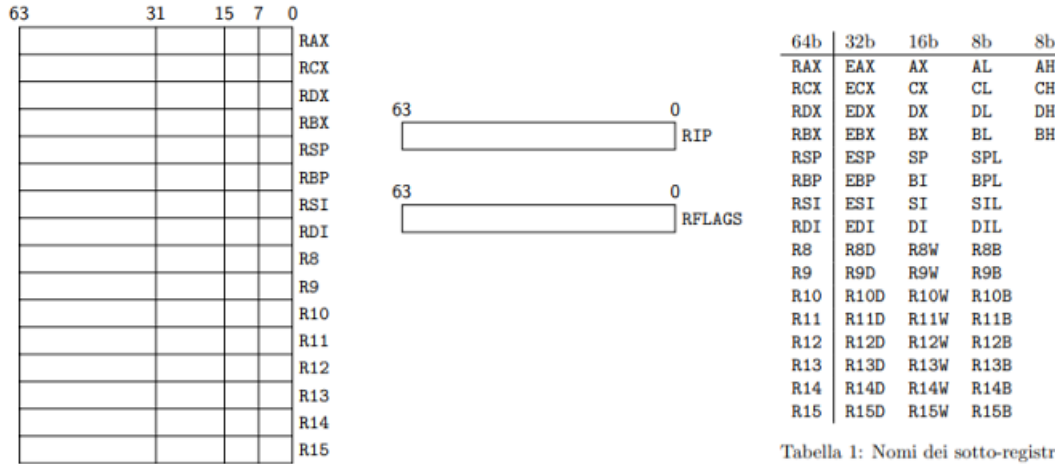 63 31 15 7 0
RAX
RCX
RDX
RBX
RSP
RBP
RSI
RDI
R8
R9
R10
R11
R12
R13
R14
R15
63 0
RIP
63 0
RFLAGS
64b 32b 16b 8b 8b
RAX EAX AX AL AH
RCX ECX CX CL CH
RDX EDX DX DL DH
RBX EBX BX BL BH
RSP ESP SP SPL
RBP EBP BI BPL
RSI ESI SI SIL
RDI EDI DI DIL
R8 R8D R8W R8B
R9 R9D R9W R9B
R10 R10D R10W R10B
R11 R11D R11W R11B
R12 R12D R12W R12B
R13 R13D R13W R13B
R14 R14D R14W R14B
R15 R15D R15W R15B
Tabella 1: Nomi dei sotto-registr